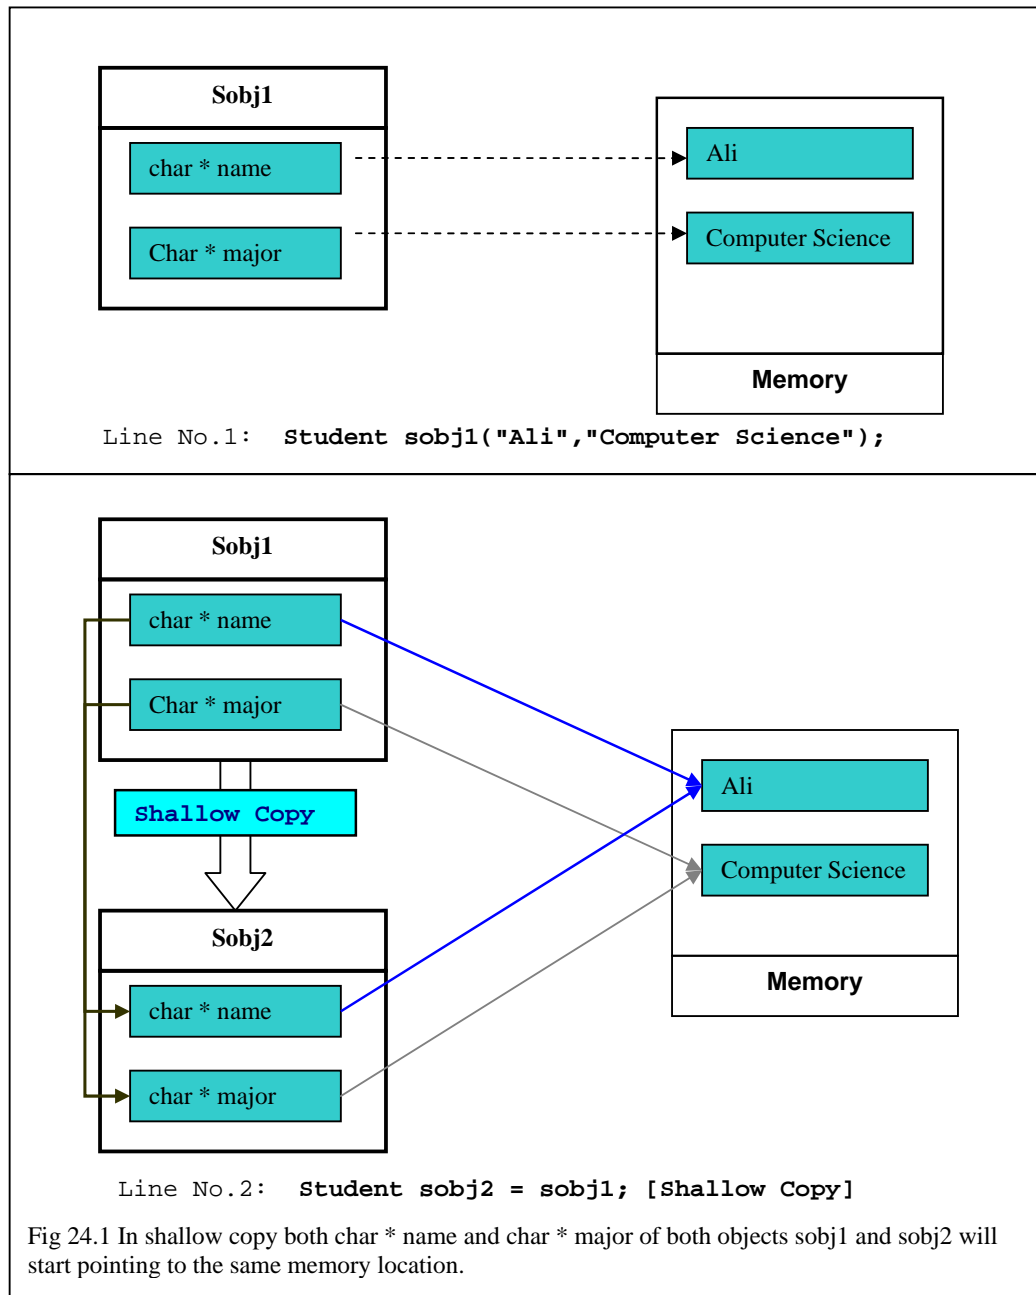 Sobj1
char * name
Char * major
Ali
Computer Science
Memory
Line No.1: Student sobj1("Ali","Computer Science");
Sobj1
char * name
Char * major
Shallow Copy
Sobj2
char * name
char * major
Ali
Computer Science
Memory
Line No.2: Student sobj2 = sobj1; [Shallow Copy]
Fig 24.1 In shallow copy both char * name and char * major of both objects sobj1 and sobj2 will
start pointing to the same memory location.